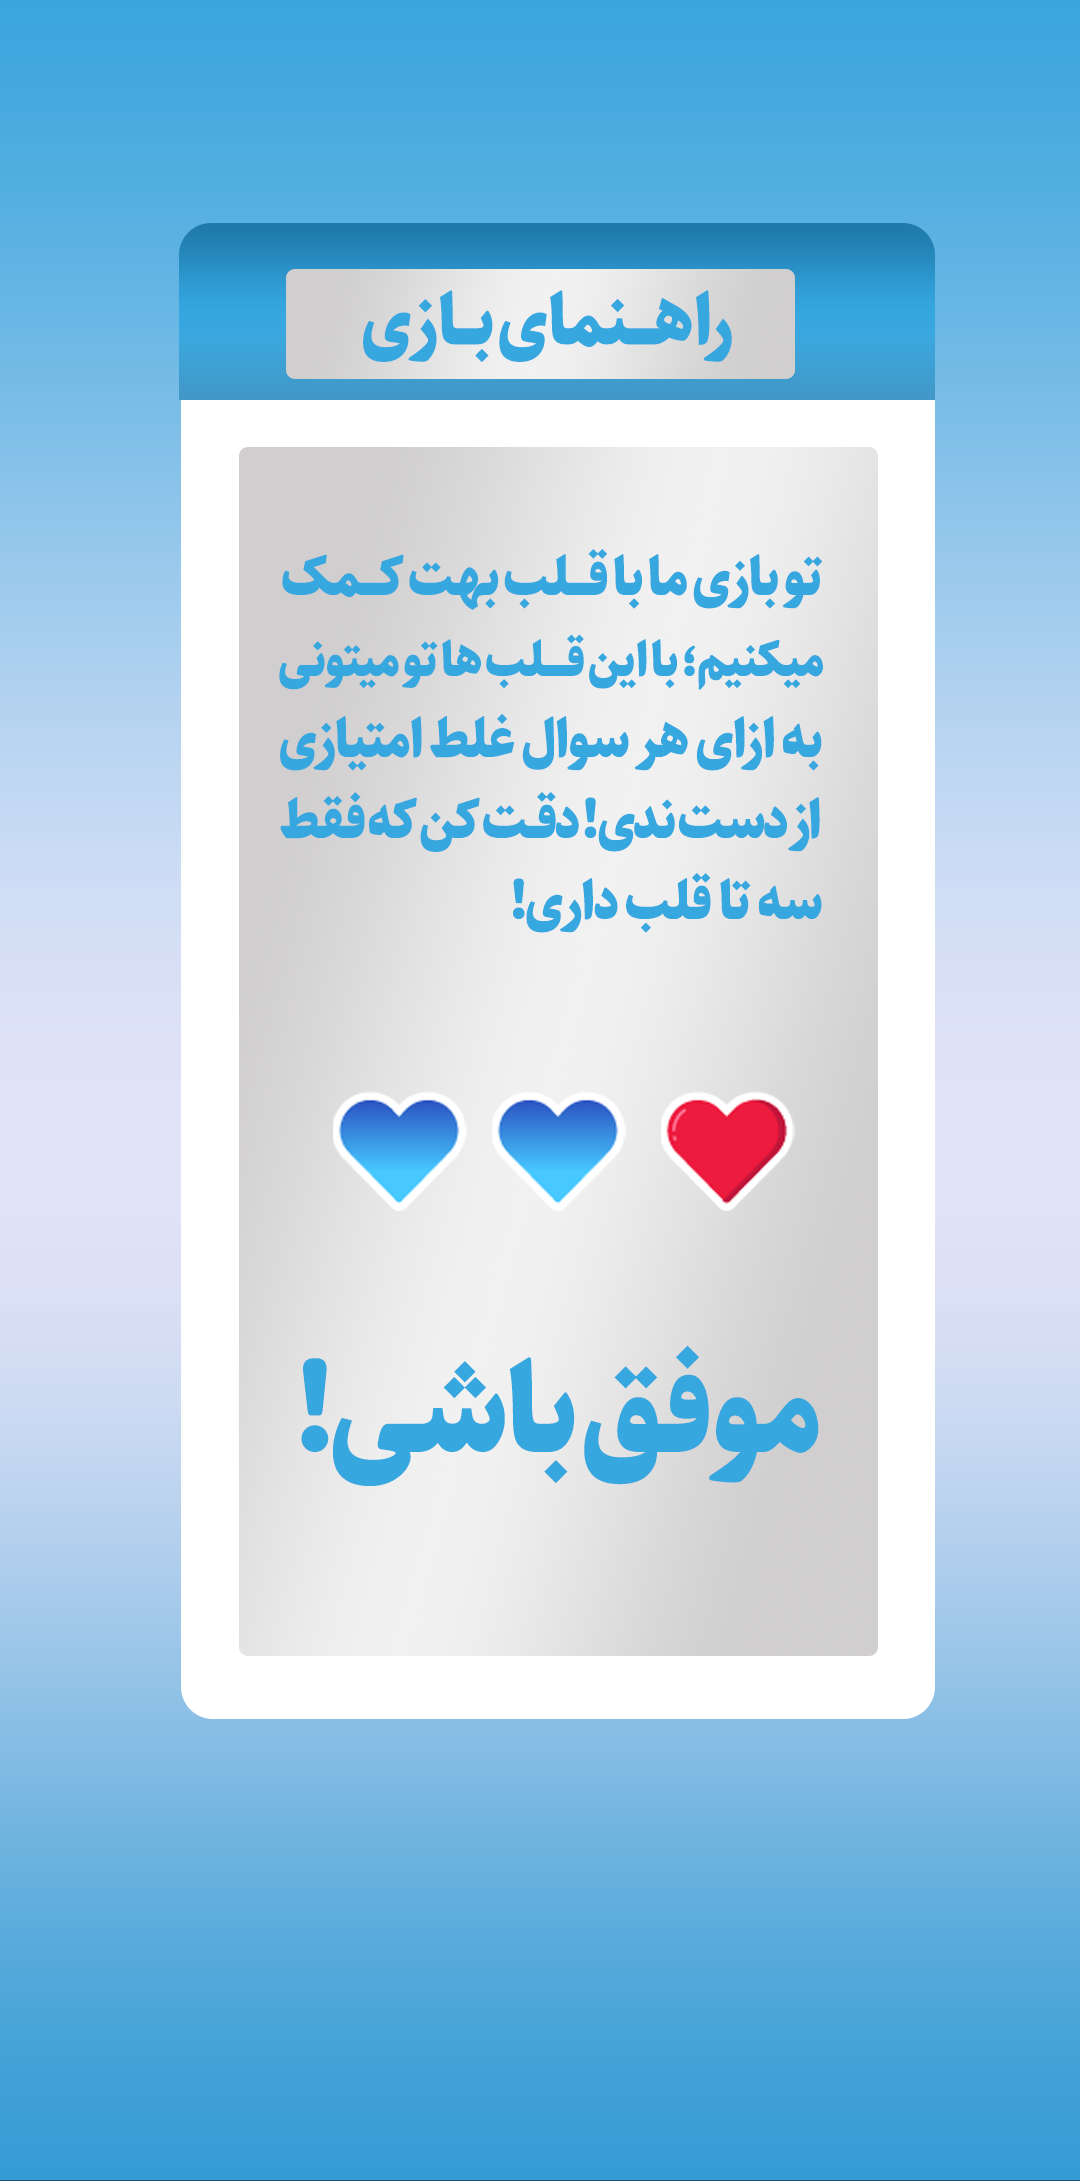 راهنمای بازی
تو بازی ما با قلب بهت کمک
میکنیم؛ با این قلب ها تو میتونی
به ازای هر سوال غلط امتیازی
از دست ندی! دقت کن که فقط
سه تا قلب داری!
موفق باشی!